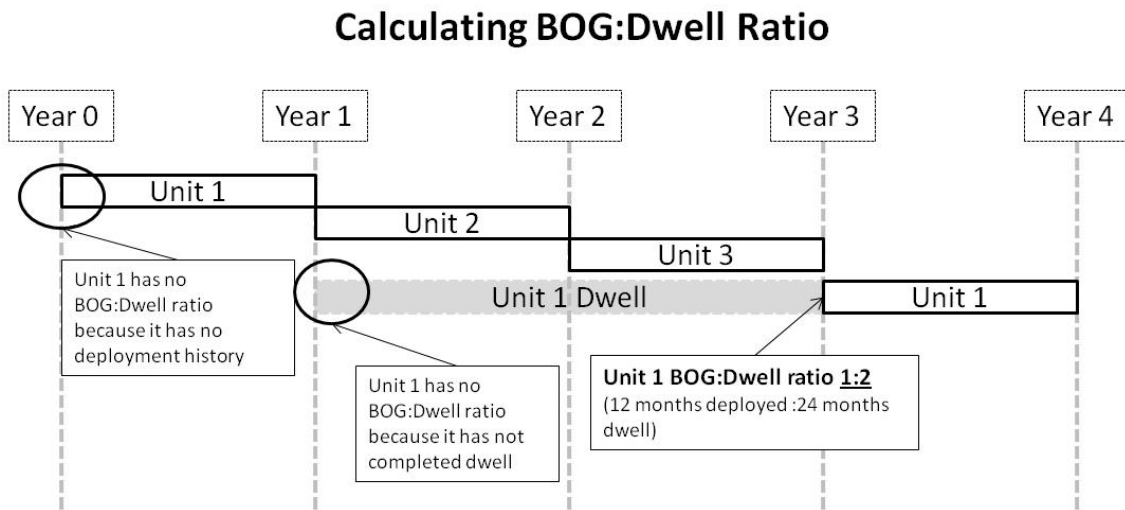 Calculating BOG:Dwell Ratio
Year 0
Year 1
Year 2
Year 3
Year 4
Unit 1
Unit 2
Unit 3
Unit 1 Dwell
Unit 1
Unit 1 has no
BOG:Dwell ratio
because it has no
deployment history
Unit 1 has no
BOG:Dwell ratio
because it has not
completed dwell
Unit 1 BOG:Dwell ratio 1:2
(12 months deployed :24 months
dwell)